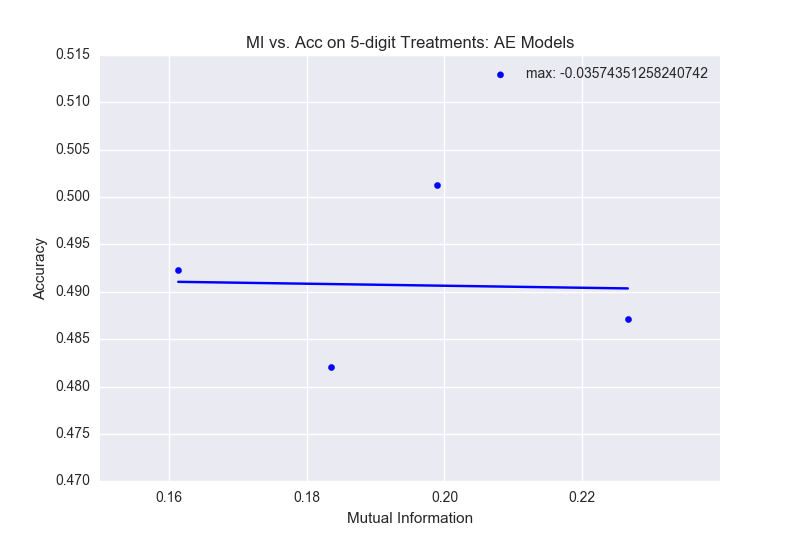 MI vs. Acc on 5-digit Treatments: AE Models
max: -0.03574351258240742
0.515
0.510
0.505
0.500
0.495
0.490
0.485
0.480
0.475
0.470
Accuracy
0.16 0.18 0.20 0.22
Mutual Information